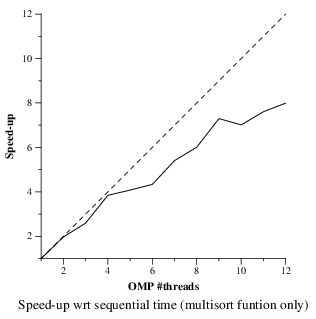 12
10
8
6
4
2
Speed-up
2 4 6 8 10 12
OMP #threads
Speed-up wrt sequential time (multisort funtion only)